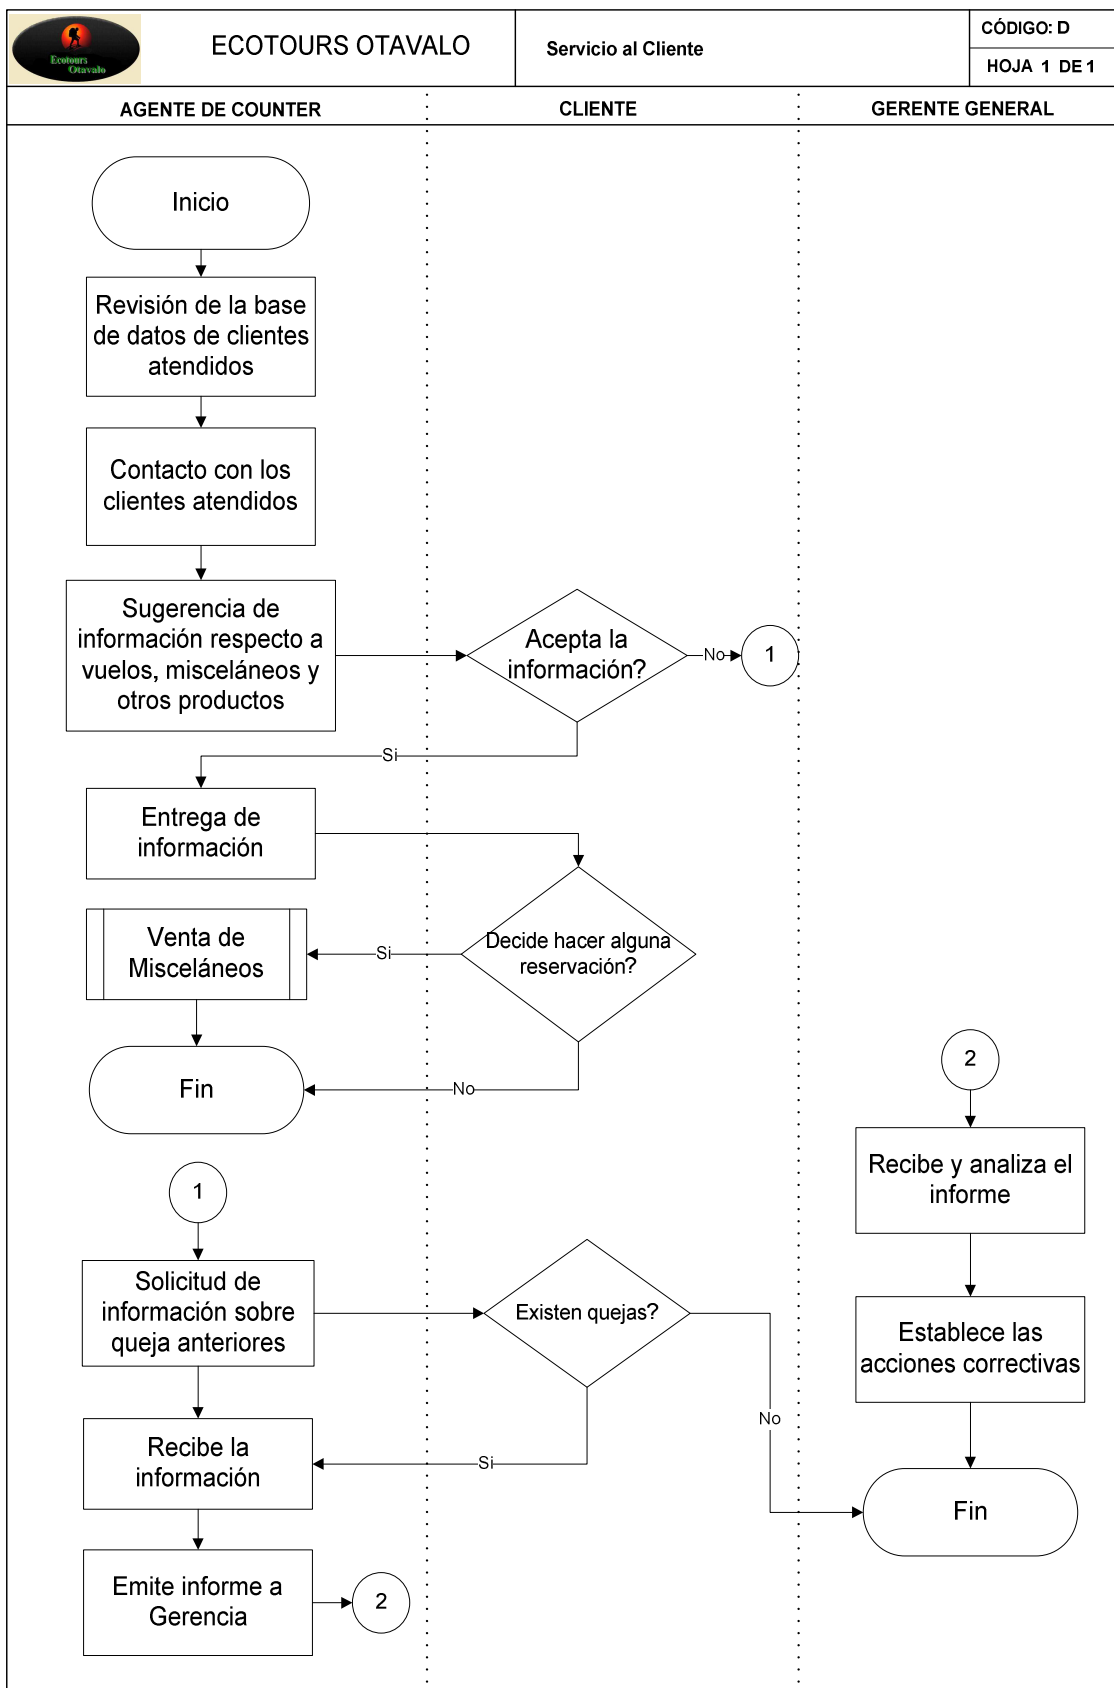 Ecotours
Otavalo
ECOTOURS OTAVALO
Servicio al Cliente
CÓDIGO: D
HOJA 1 DE 1
AGENTE DE COUNTER
CLIENTE
GERENTE GENERAL
Inicio
Revisión de la base
de datos de clientes
atendidos
Contacto con los
clientes atendidos
Sugerencia de
información respecto a
vuelos, misceláneos y
otros productos
Acepta la
información?
No
1
Si
Entrega de
información
Decide hacer alguna
reservación?
Si
Venta de
Misceláneos
No
Fin
1
Solicitud de
información sobre
queja anteriores
Existen quejas?
No
Si
Recibe la
información
Emite informe a
Gerencia
2
2
Recibe y analiza el
informe
Establece las
acciones correctivas
Fin